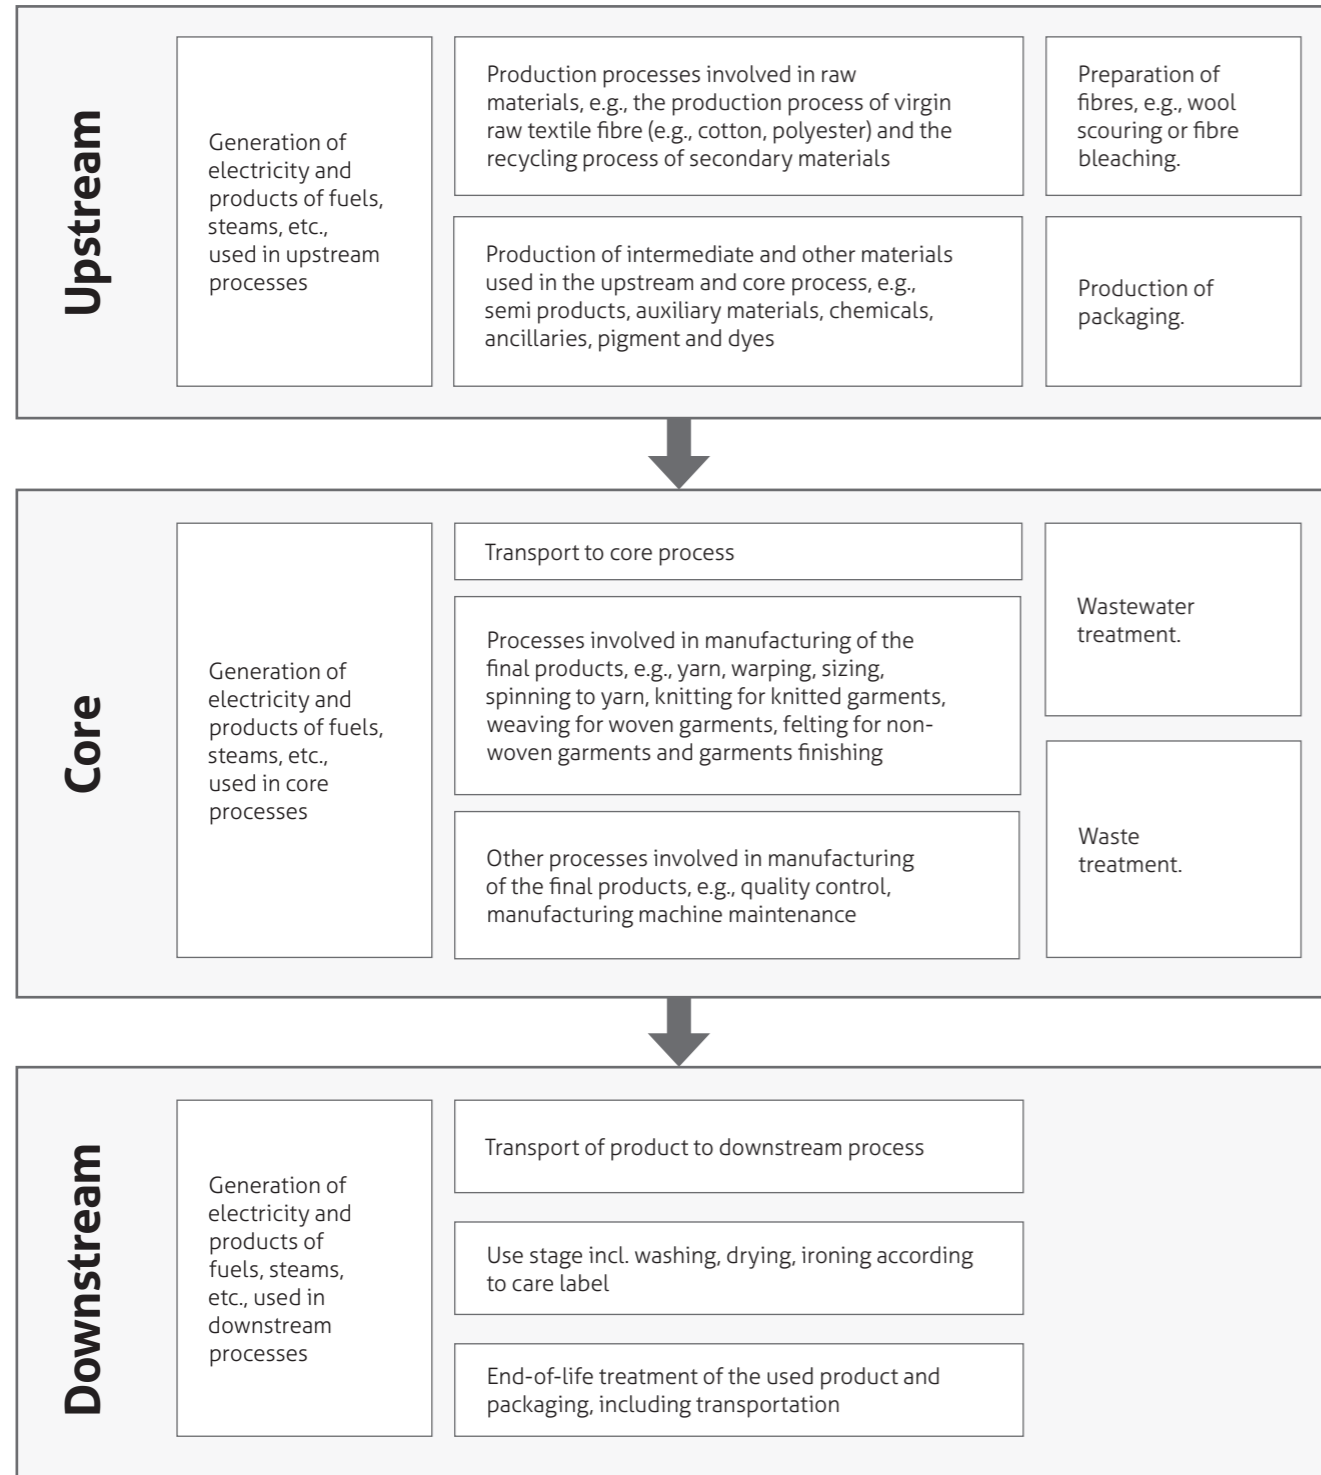 Upstream
Generation of
electricity and
products of fuels,
steams, etc.,
used in upstream
processes
Production processes involved in raw
materials, e.g., the production process of virgin
raw textile fibre (e.g., cotton, polyester) and the
recycling process of secondary materials
Preparation of
fibres, e.g., wool
scouring or fibre
bleaching.
Production of intermediate and other materials
used in the upstream and core process, e.g.,
semi products, auxiliary materials, chemicals,
ancillaries, pigment and dyes
Production of
packaging.
Core
Generation of
electricity and
products of fuels,
steams, etc.,
used in core
processes
Transport to core process
Processes involved in manufacturing of the
final products, e.g., yarn, warping, sizing,
spinning to yarn, knitting for knitted garments,
weaving for woven garments, felting for non-
woven garments and garments finishing
Other processes involved in manufacturing
of the final products, e.g., quality control,
manufacturing machine maintenance
Wastewater
treatment.
Waste
treatment.
Downstream
Generation of
electricity and
products of
fuels, steams,
etc., used in
downstream
processes
Transport of product to downstream process
Use stage incl. washing, drying, ironing according
to care label
End-of-life treatment of the used product and
packaging, including transportation